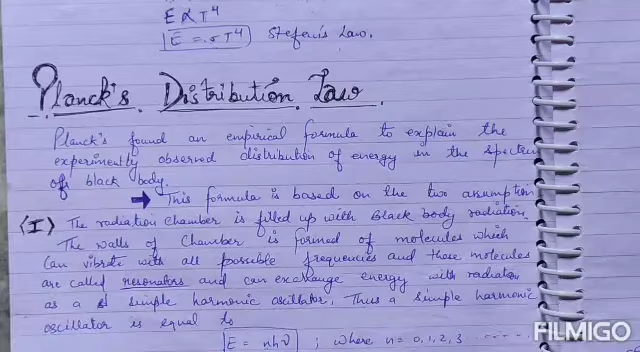 E ∝ T⁴
E = σT⁴ Stefen's Law.
Planck's Distribution Law.
Planck's found an empirical formula to explain the
experimently observed distribution of energy in the spectrum
of black body.
→ This formula is based on the two assumption
(I) The radiation chamber is filled up with Black body radiation.
The walls of Chamber is formed of molecules which
Can vibrate with all possible frequencies and these molecules
are called resonators and can exchange energy with radiation
as a simple harmonic oscillator. Thus a simple harmonic
oscillator is equal to
E = nhν ; where n = 0, 1, 2, 3 ......
FILMIGO